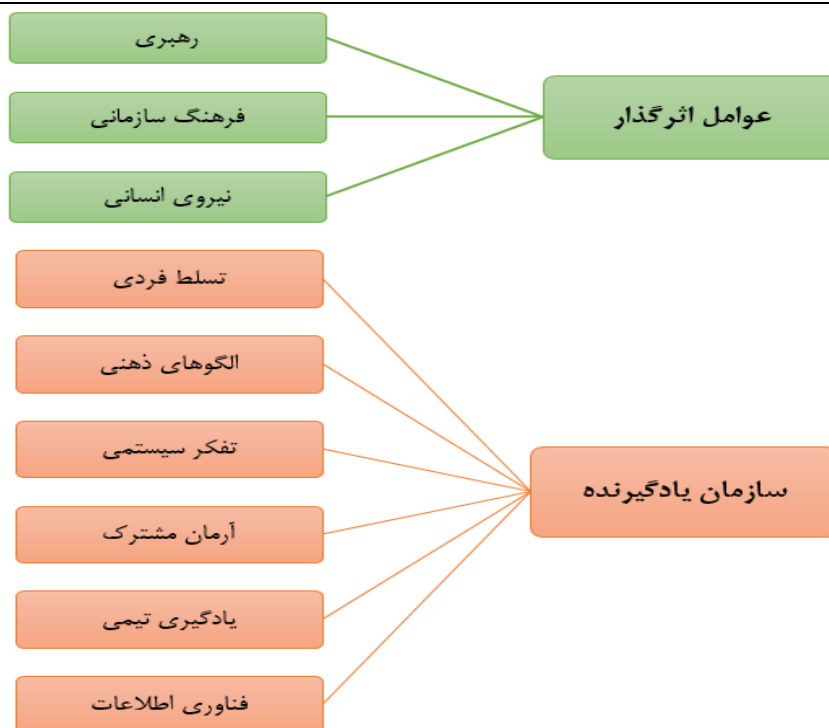 عوامل اثرگذار
رهبری
فرهنگ سازمانی
نیروی انسانی
سازمان یادگیرنده
تسلط فردی
الگوهای ذهنی
تفکر سیستمی
آرمان مشترک
یادگیری تیمی
فناوری اطلاعات